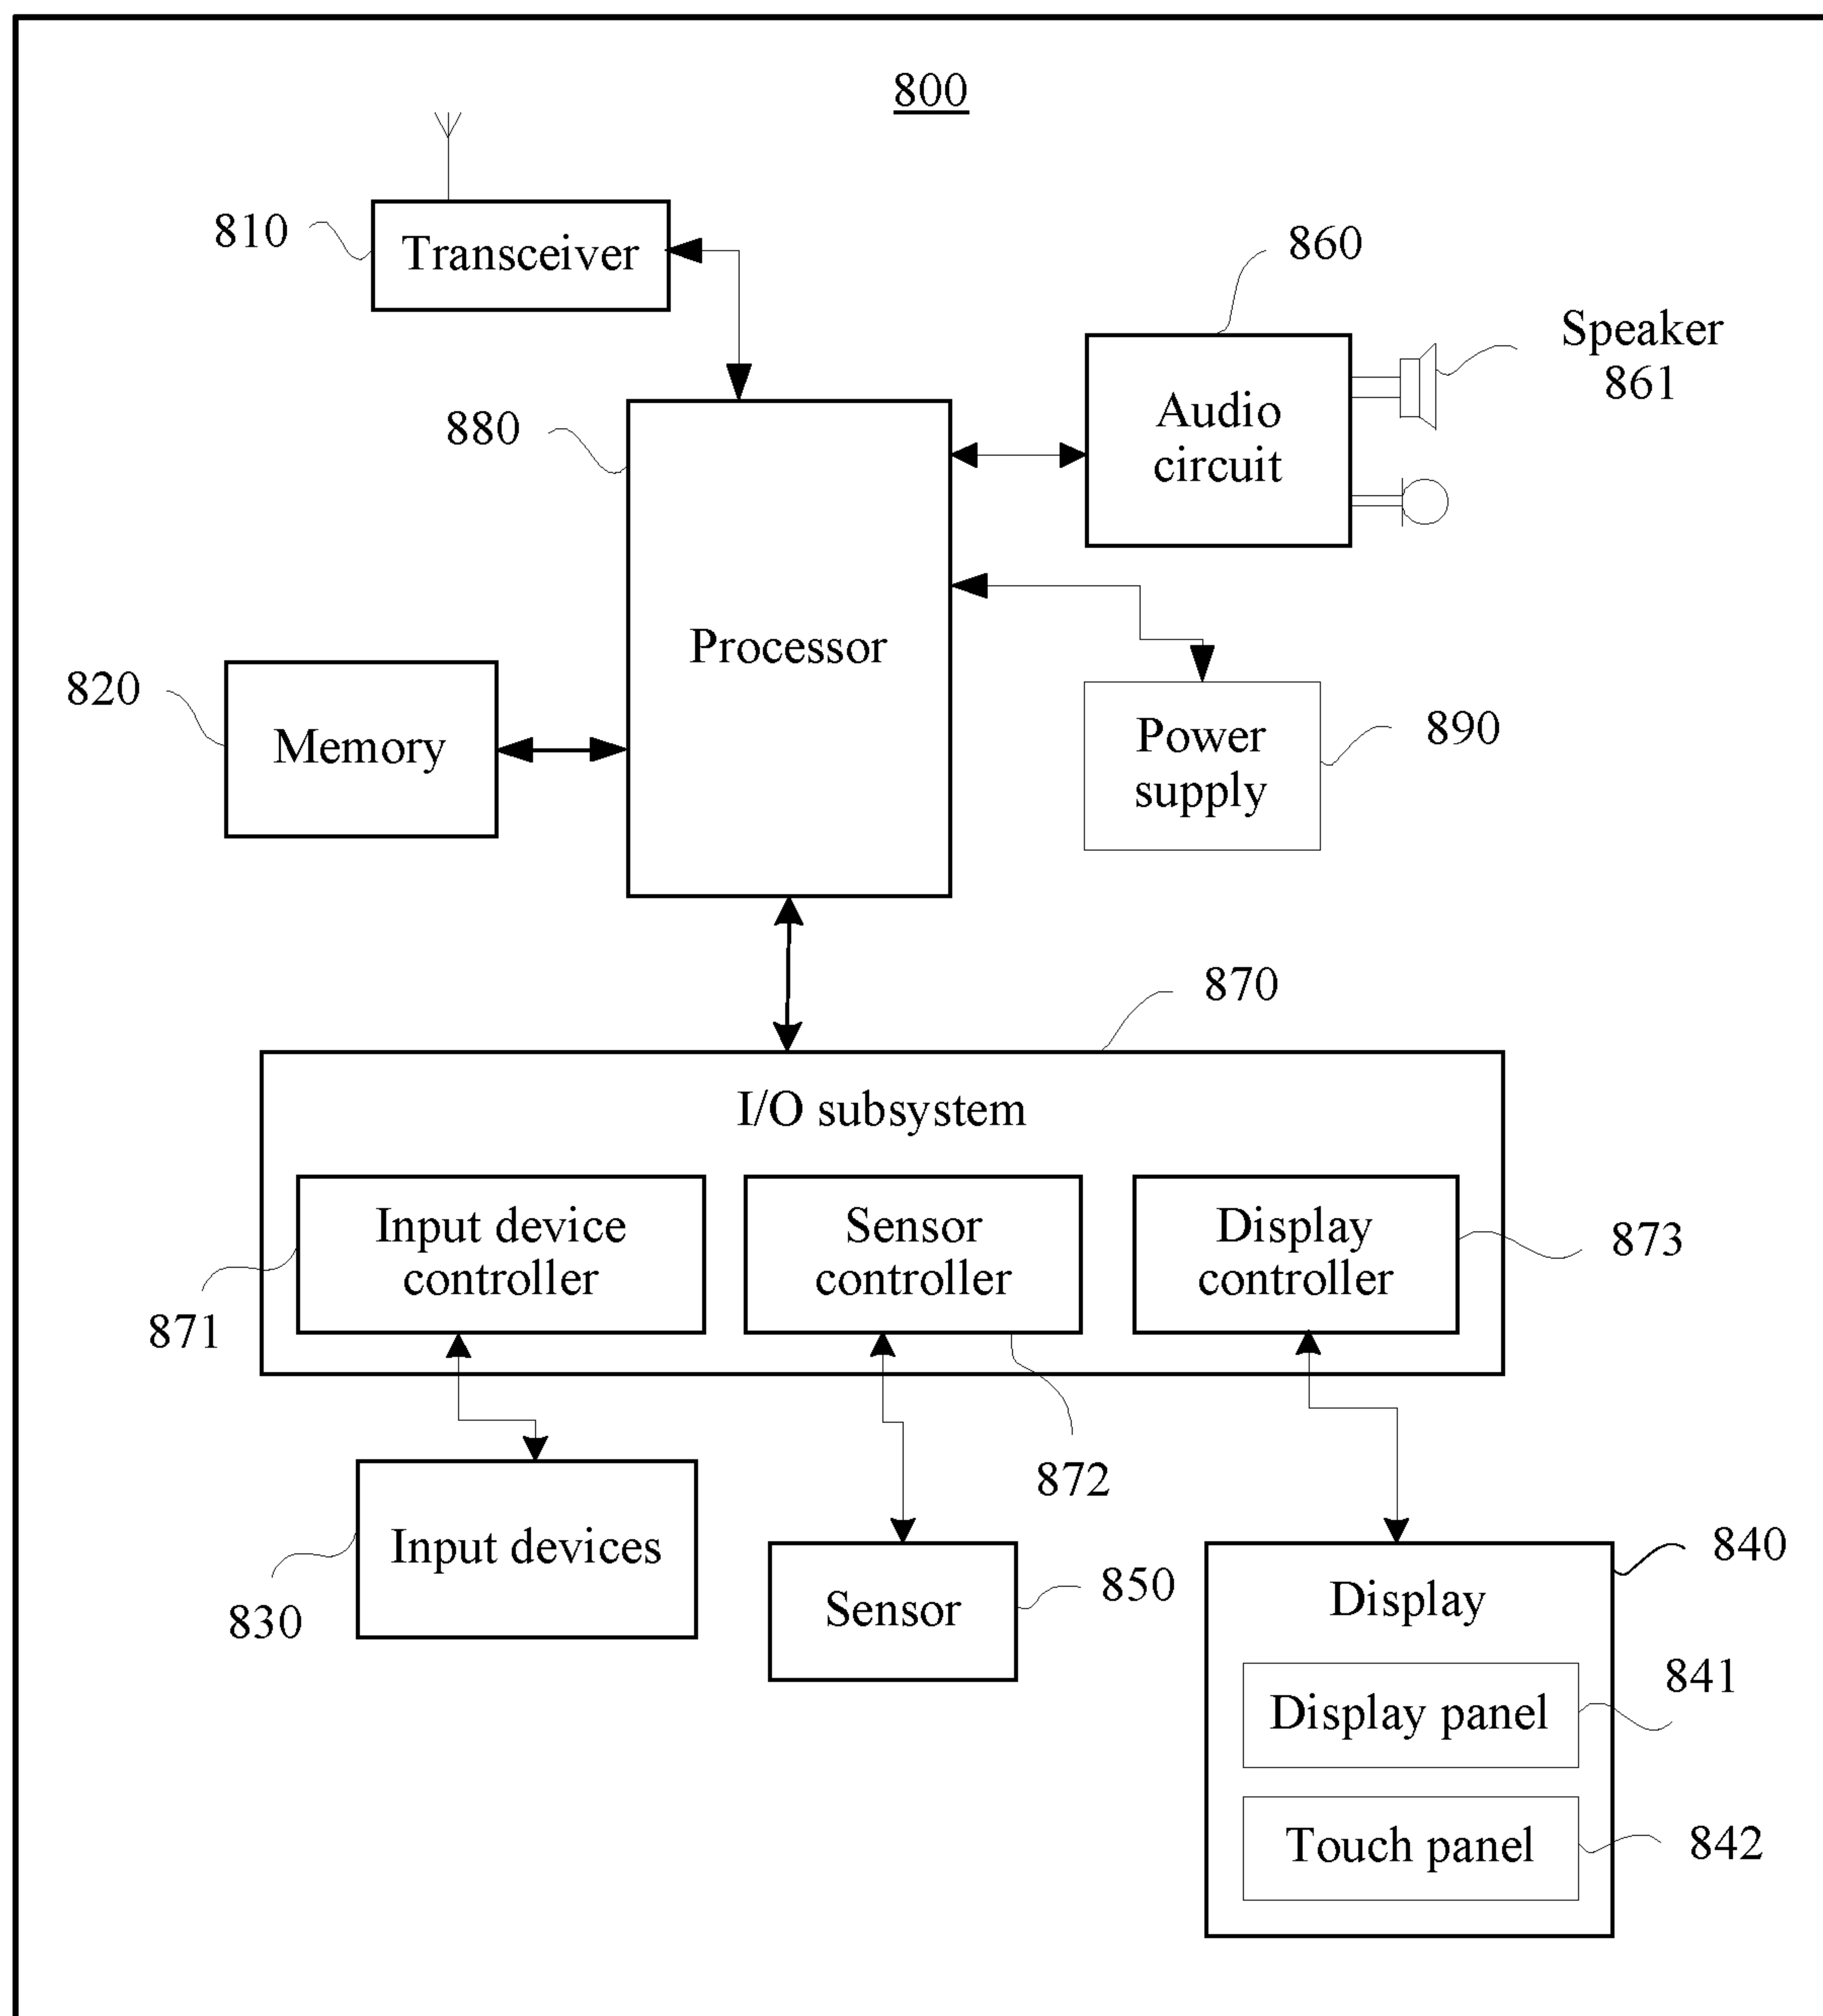 800
810
Transceiver
860
Speaker
861
Audio
circuit
880
Processor
820
Memory
Power
supply
890
870
I/O subsystem
Input device
controller
Sensor
controller
Display
controller
873
871
872
Input devices
830
Sensor
850
840
Display
Display panel
841
Touch panel
842